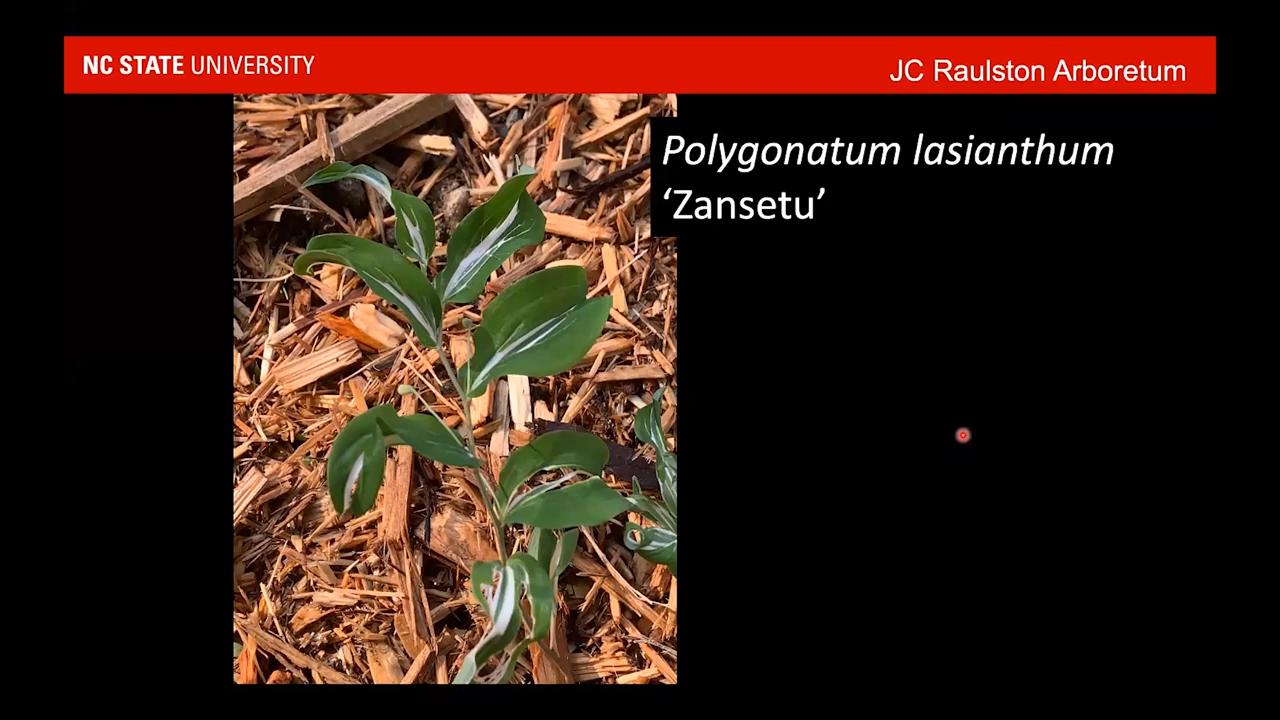 NC STATE UNIVERSITY
JC Raulston Arboretum
Polygonatum lasianthum
‘Zansetu’